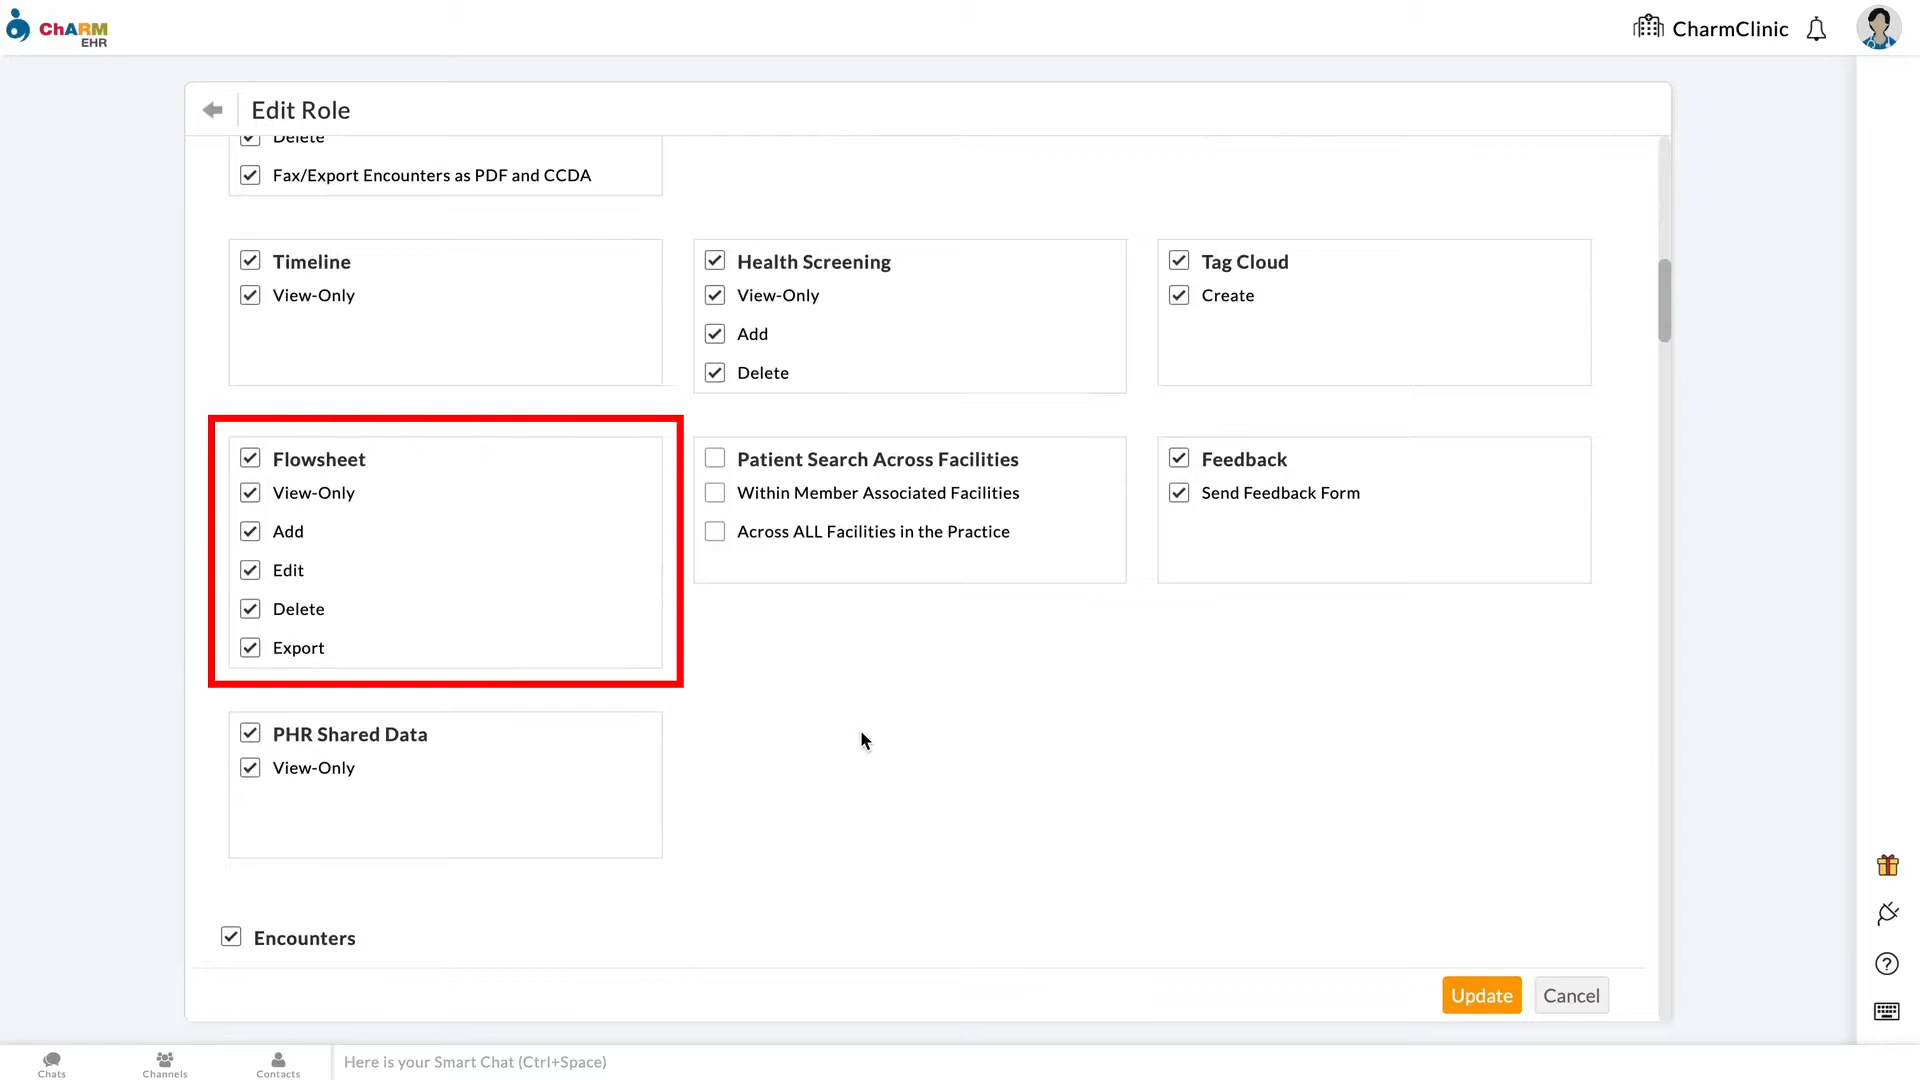 ChARM
EHR
CharmClinic
Edit Role
Delete
Fax/Export Encounters as PDF and CCDA
Timeline
View-Only
Health Screening
View-Only
Add
Delete
Tag Cloud
Create
Flowsheet
View-Only
Add
Edit
Delete
Export
Patient Search Across Facilities
Within Member Associated Facilities
Across ALL Facilities in the Practice
Feedback
Send Feedback Form
PHR Shared Data
View-Only
Encounters
Update
Cancel
Chats
Channels
Contacts
Here is your Smart Chat (Ctrl+Space)